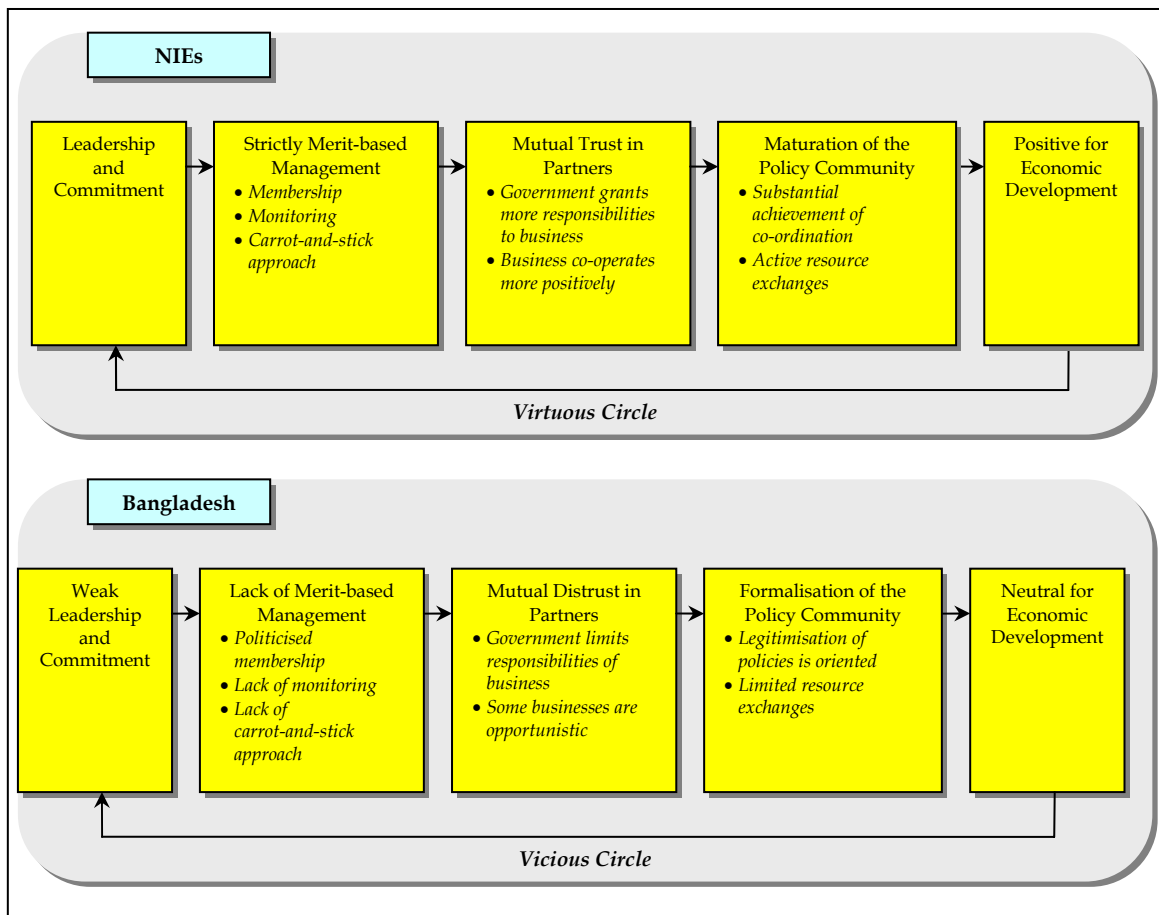 NIEs
Leadership
and
Commitment
Strictly Merit-based
Management
• Membership
• Monitoring
• Carrot-and-stick
approach
Mutual Trust in
Partners
• Government grants
more responsibilities
to business
• Business co-operates
more positively
Maturation of the
Policy Community
• Substantial
achievement of
co-ordination
• Active resource
exchanges
Positive for
Economic
Development
Virtuous Circle
Bangladesh
Weak
Leadership
and
Commitment
Lack of Merit-based
Management
• Politicised
membership
• Lack of monitoring
• Lack of
carrot-and-stick
approach
Mutual Distrust in
Partners
• Government limits
responsibilities of
business
• Some businesses are
opportunistic
Formalisation of the
Policy Community
• Legitimisation of
policies is oriented
• Limited resource
exchanges
Neutral for
Economic
Development
Vicious Circle